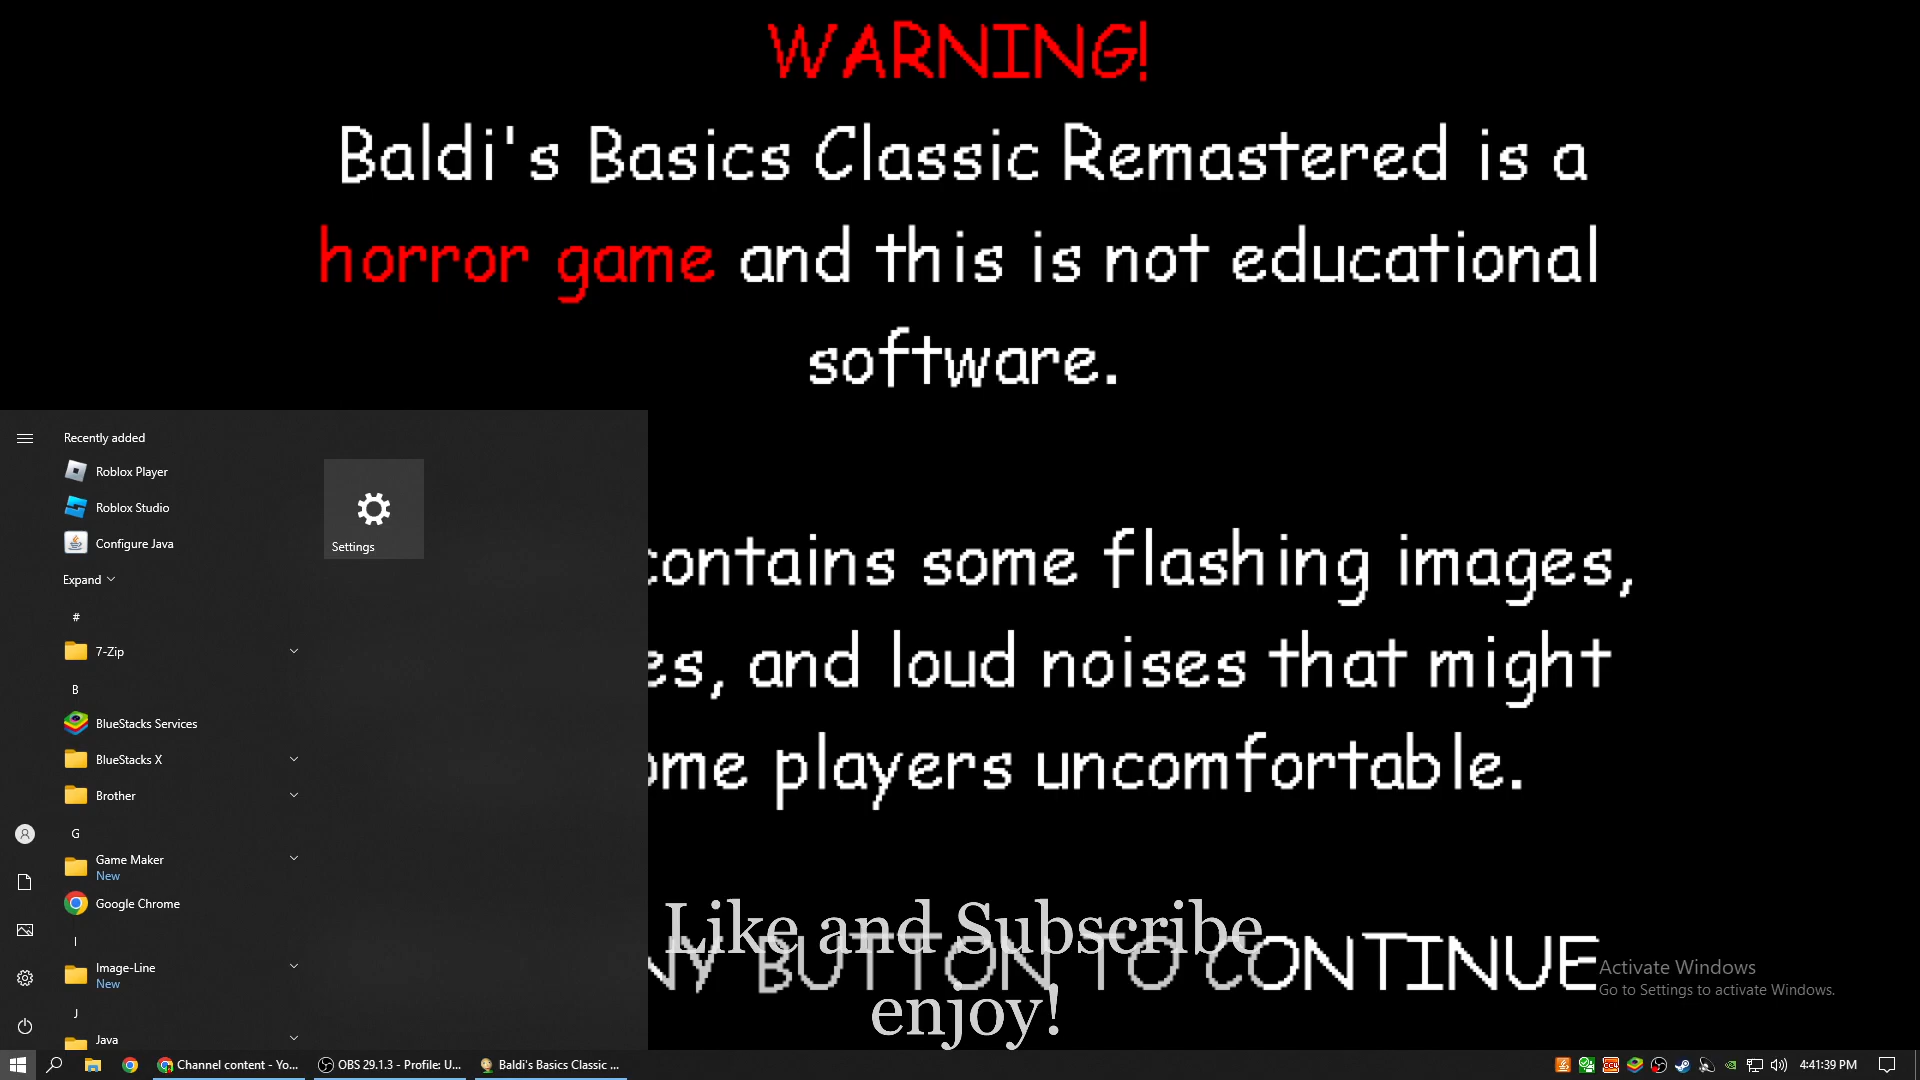 WARNING!
Baldi's Basics Classic Remastered is a
horror game and this is not educational
software.
contains some flashing images,
and loud noises that might
players uncomfortable.
BUTTON TO CONTINUE
Like and Subscribe
enjoy!
Activate Windows
Go to Settings to activate Windows.
Recently added
Roblox Player
Roblox Studio
Configure Java
Expand
#
7-Zip
B
BlueStacks Services
BlueStacks X
Brother
G
Game Maker
New
Google Chrome
I
Image-Line
New
J
Java
Settings
Channel content - Yo...
OBS 29.1.3 - Profile: U...
Baldi's Basics Classic ...
4:41:39 PM